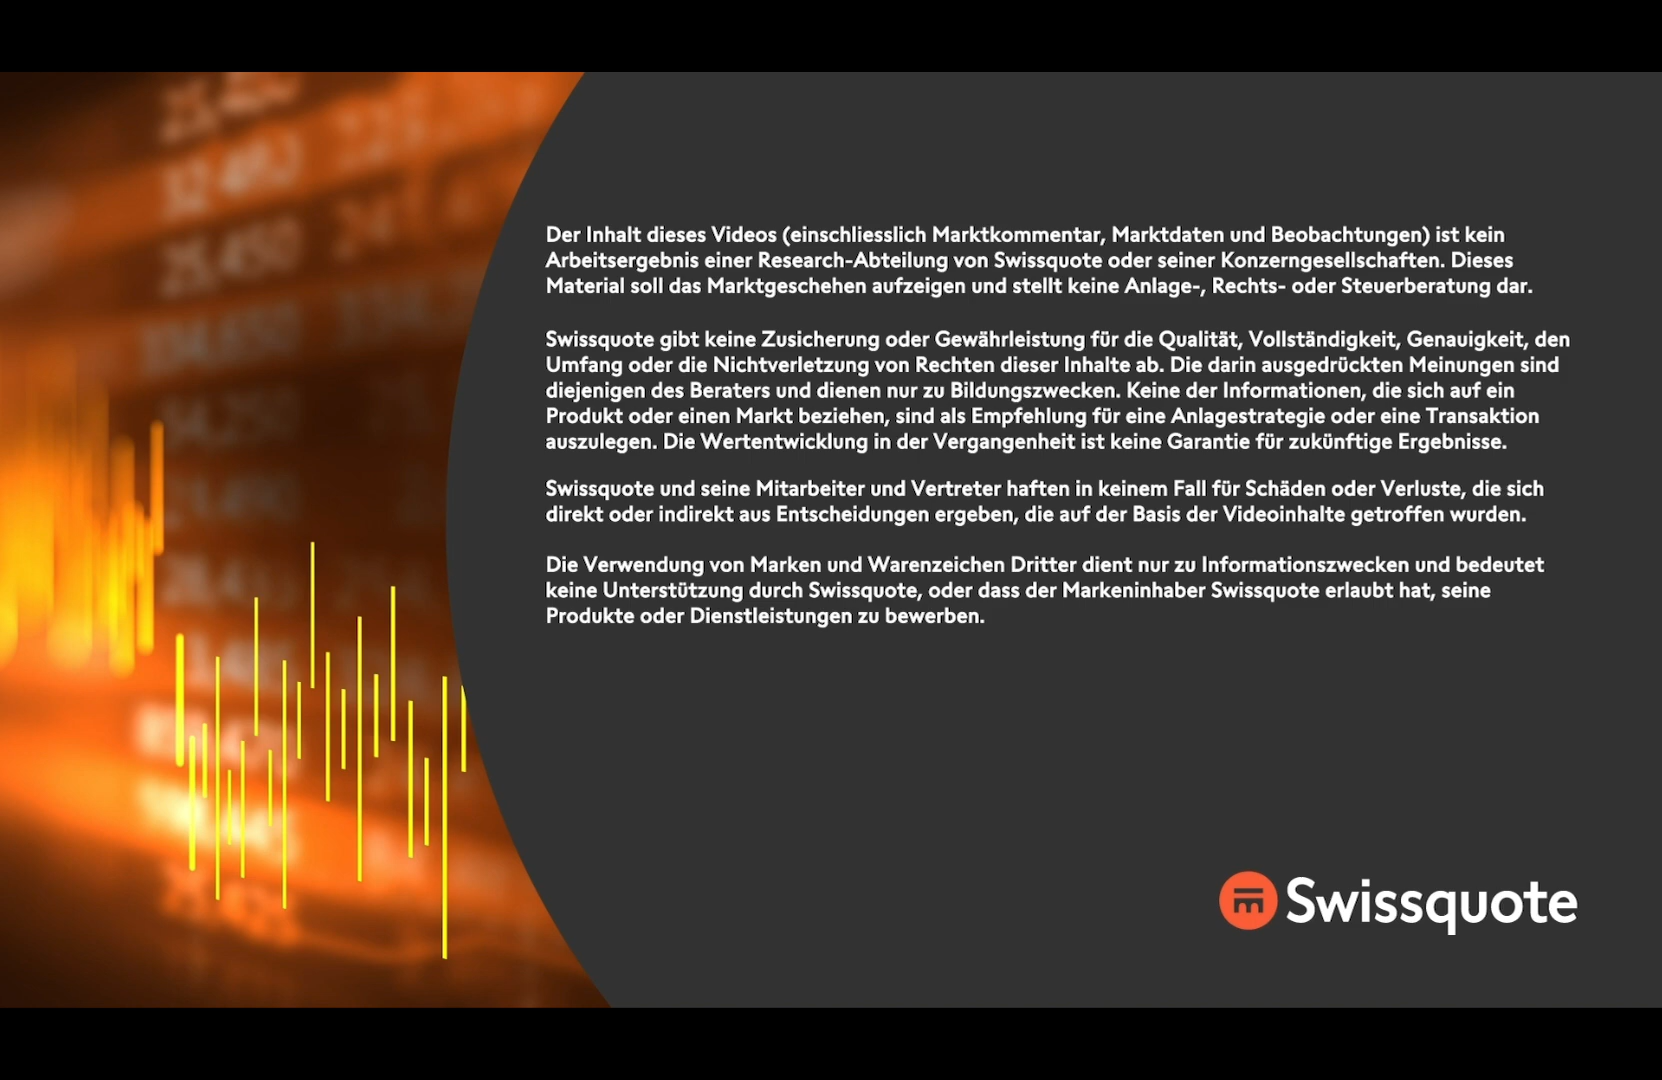 Der Inhalt dieses Videos (einschliesslich Marktkommentar, Marktdaten und Beobachtungen) ist kein
Arbeitsergebnis einer Research-Abteilung von Swissquote oder seiner Konzerngesellschaften. Dieses
Material soll das Marktgeschehen aufzeigen und stellt keine Anlage-, Rechts- oder Steuerberatung dar.
Swissquote gibt keine Zusicherung oder Gewährleistung für die Qualität, Vollständigkeit, Genauigkeit, den
Umfang oder die Nichtverletzung von Rechten dieser Inhalte ab. Die darin ausgedrückten Meinungen sind
diejenigen des Beraters und dienen nur zu Bildungszwecken. Keine der Informationen, die sich auf ein
Produkt oder einen Markt beziehen, sind als Empfehlung für eine Anlagestrategie oder eine Transaktion
auszulegen. Die Wertentwicklung in der Vergangenheit ist keine Garantie für zukünftige Ergebnisse.
Swissquote und seine Mitarbeiter und Vertreter haften in keinem Fall für Schäden oder Verluste, die sich
direkt oder indirekt aus Entscheidungen ergeben, die auf der Basis der Videoinhalte getroffen wurden.
Die Verwendung von Marken und Warenzeichen Dritter dient nur zu Informationszwecken und bedeutet
keine Unterstützung durch Swissquote, oder dass der Markeninhaber Swissquote erlaubt hat, seine
Produkte oder Dienstleistungen zu bewerben.
Swissquote